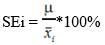 SEi = μ / x̄ᵢ *100%